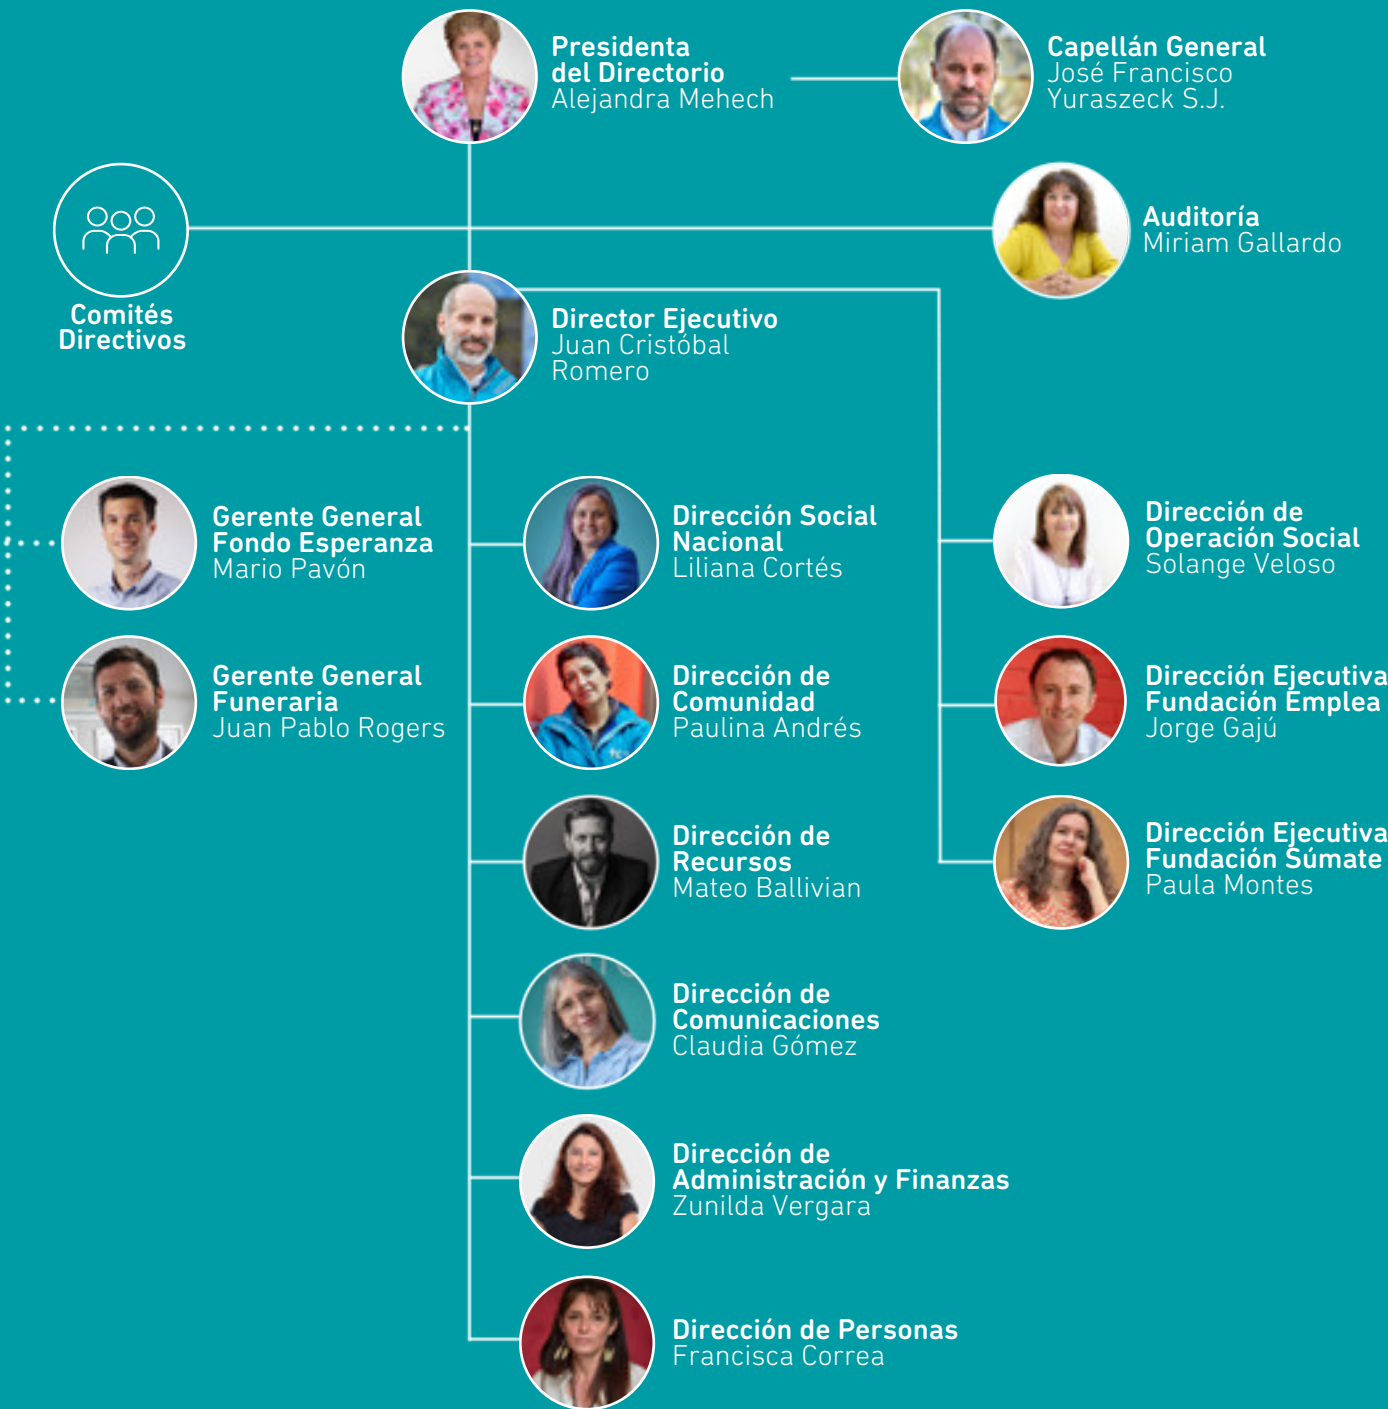 Presidenta
del Directorio
Alejandra Mehech
Capellán General
José Francisco
Yuraszeck S.J.
Auditoría
Miriam Gallardo
Comités
Directivos
Director Ejecutivo
Juan Cristóbal
Romero
Gerente General
Fondo Esperanza
Mario Pavón
Dirección Social
Nacional
Liliana Cortés
Dirección de
Operación Social
Solange Veloso
Gerente General
Funeraria
Juan Pablo Rogers
Dirección de
Comunidad
Paulina Andrés
Dirección Ejecutiva
Fundación Emplea
Jorge Gajú
Dirección de
Recursos
Mateo Ballivian
Dirección Ejecutiva
Fundación Súmate
Paula Montes
Dirección de
Comunicaciones
Claudia Gómez
Dirección de
Administración y Finanzas
Zunilda Vergara
Dirección de Personas
Francisca Correa